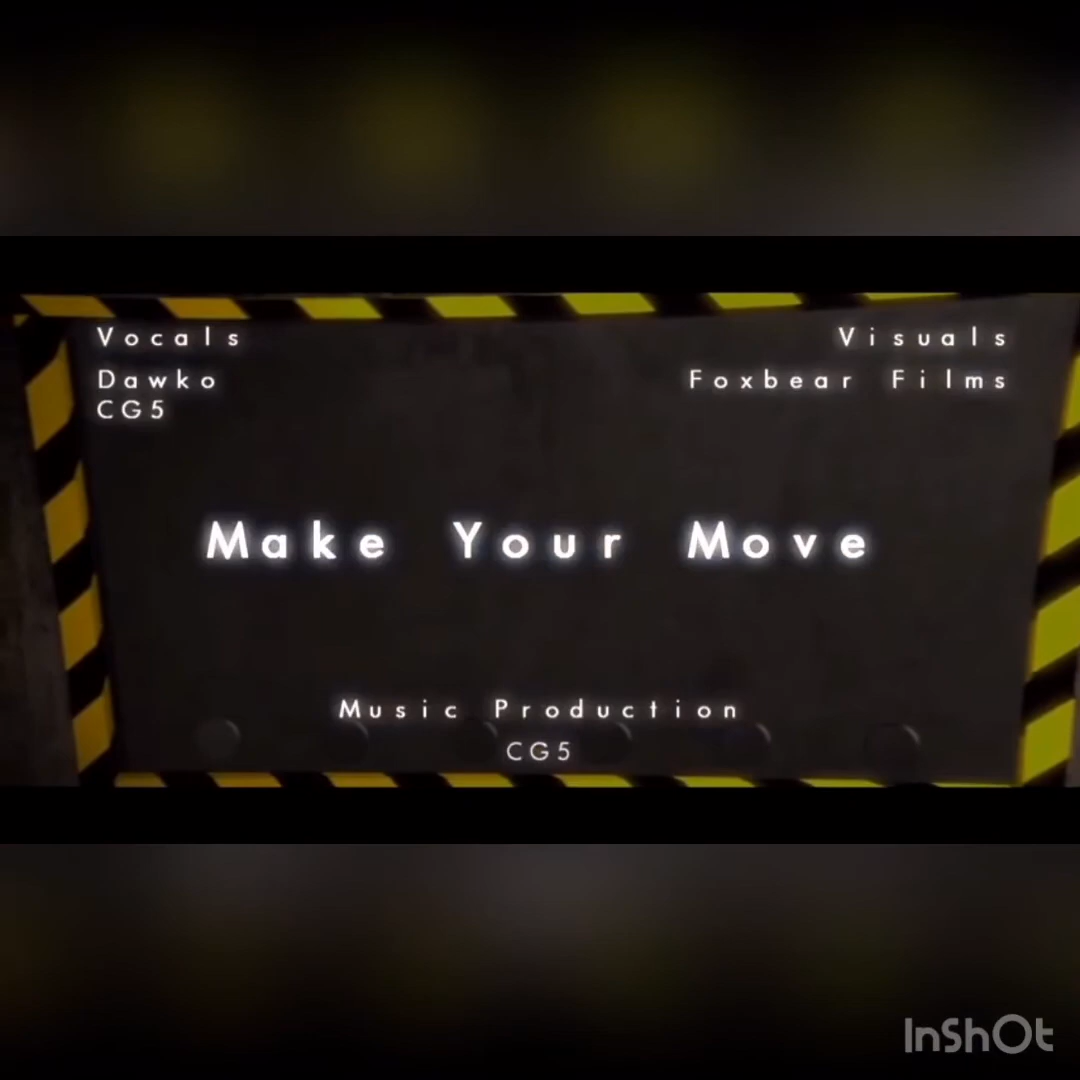 Vocals
Dawko
CG5
Visuals
Foxbear Films
Make Your Move
Music Production
CG5
InShOt